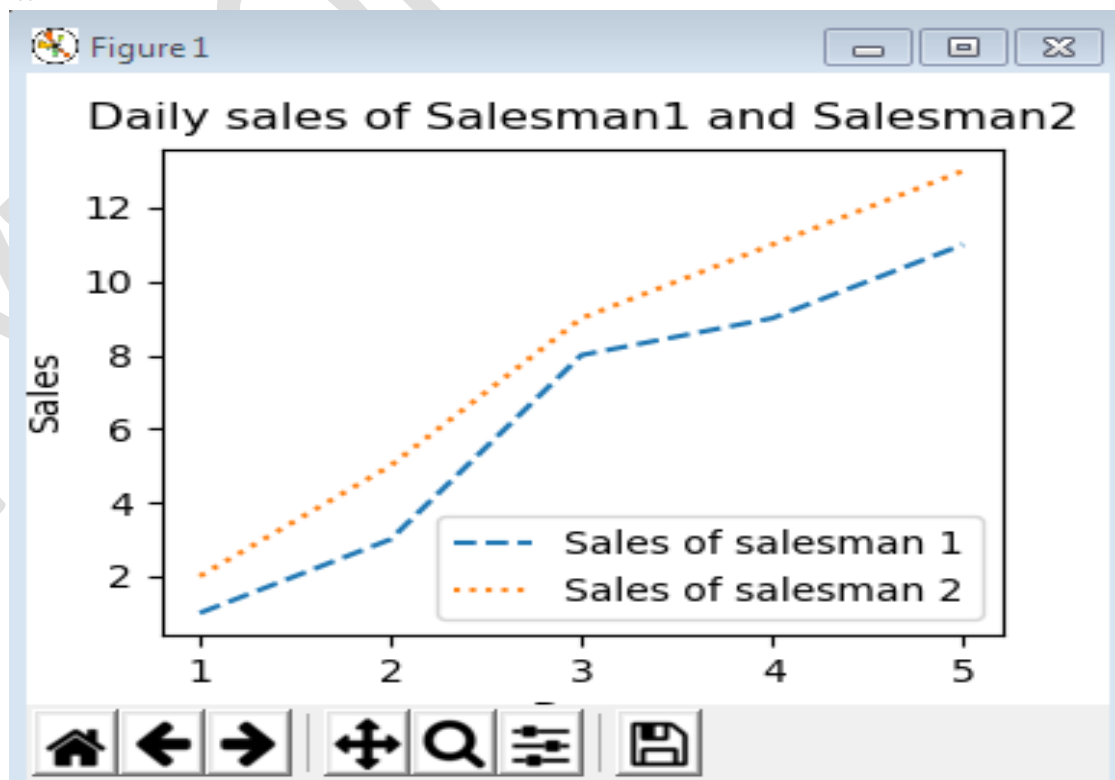 Figure 1
Daily sales of Salesman1 and Salesman2
12
10
8
6
4
2
Sales
Sales of salesman 1
Sales of salesman 2
1 2 3 4 5